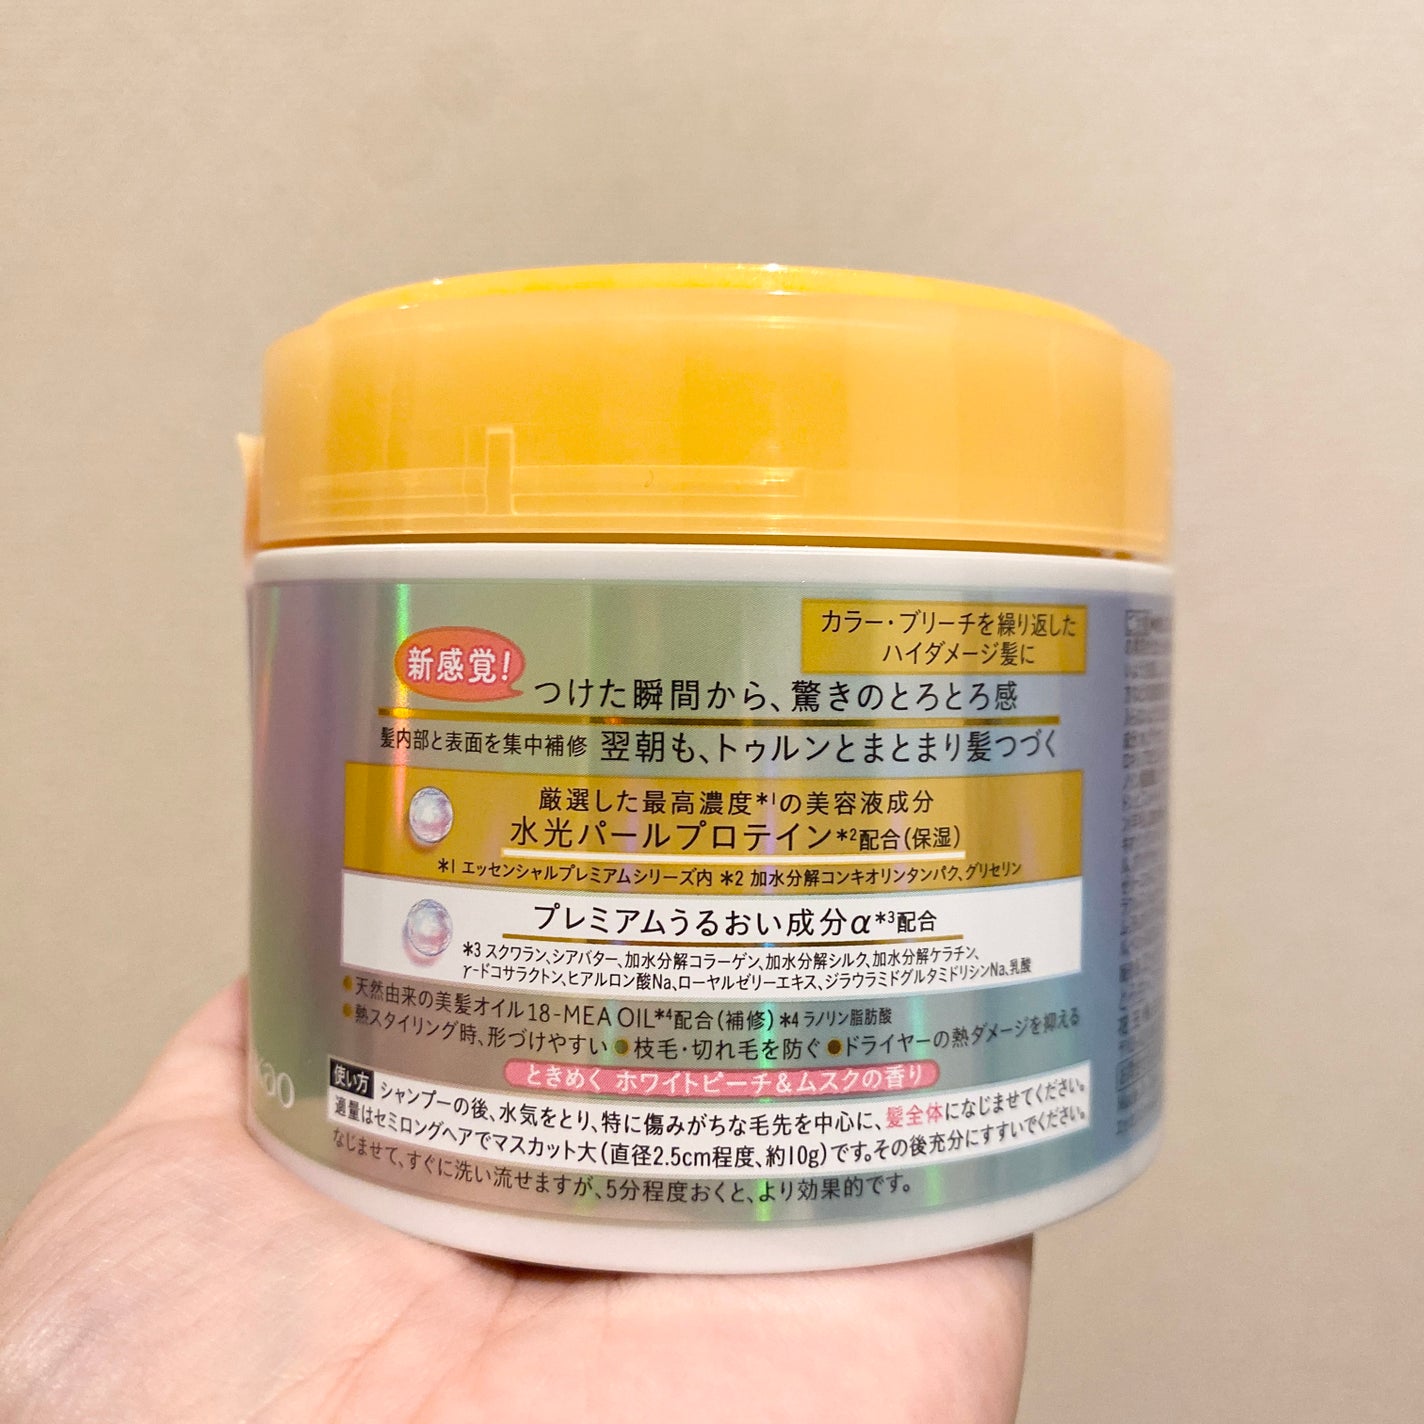 カラー・ブリーチを繰り返した
ハイダメージ髪に
新感覚!
つけた瞬間から、驚きのとろとろ感
髪内部と表面を集中補修 翌朝も、トゥルンとまとまり髪つづく
厳選した最高濃度*1の美容液成分
水光パールプロテイン*2配合(保湿)
*1 エッセンシャルプレミアムシリーズ内 *2 加水分解コンキオリンタンパク、グリセリン
プレミアムうるおい成分α*3配合
*3 スクワラン、シアバター、加水分解コラーゲン、加水分解シルク、加水分解ケラチン、
γ-ドコサラクトン、ヒアルロン酸Na、ローヤルゼリーエキス、ジラウラミドグルタミドリシンNa、乳酸
●天然由来の美髪オイル18-MEA OIL*4配合(補修) *4 ラノリン脂肪酸
●熱スタイリング時、形づけやすい ●枝毛・切れ毛を防ぐ ●ドライヤーの熱ダメージを抑える
ときめく ホワイトピーチ&ムスクの香り
使い方 シャンプーの後、水気をとり、特に傷みがちな毛先を中心に、髪全体になじませてください。
適量はセミロングヘアでマスカット大(直径2.5cm程度、約10g)です。その後充分にすすいでください。
なじませて、すぐに洗い流せますが、5分程度おくと、より効果的です。
kao